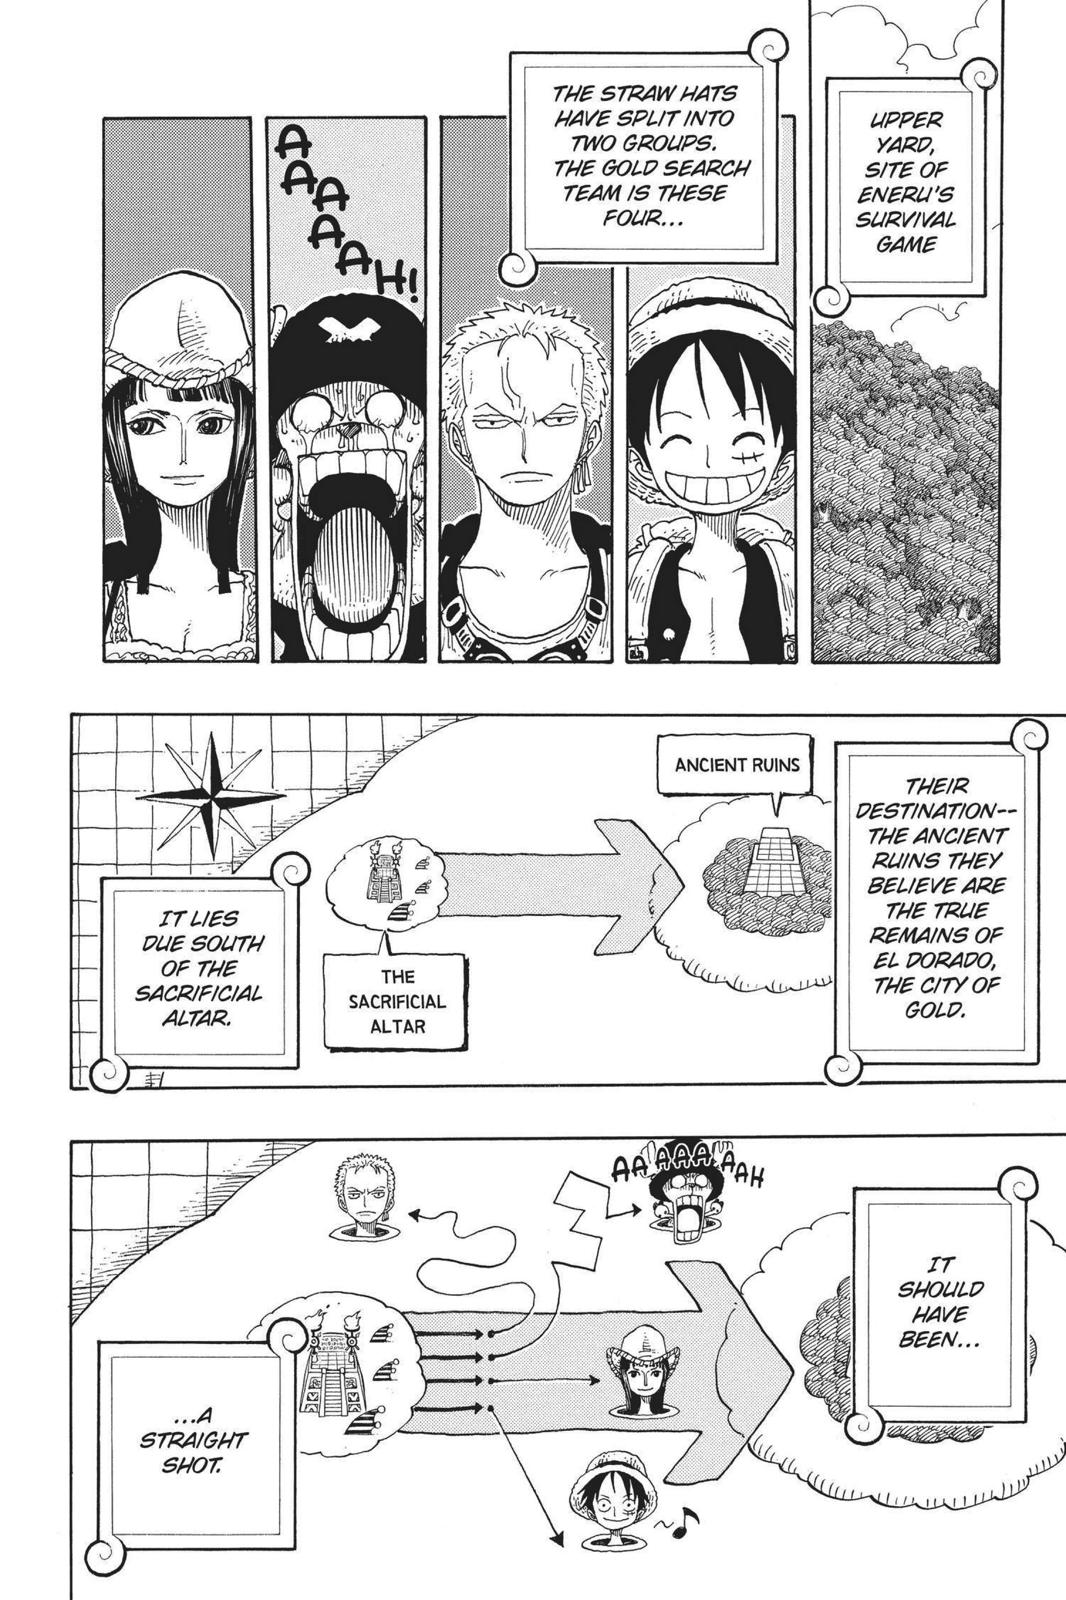 UPPER
YARD,
SITE OF
ENERU'S
SURVIVAL
GAME
THE STRAW HATS
HAVE SPLIT INTO
TWO GROUPS.
THE GOLD SEARCH
TEAM IS THESE
FOUR...
AAAAAH!
ANCIENT RUINS
THEIR
DESTINATION--
THE ANCIENT
RUINS THEY
BELIEVE ARE
THE TRUE
REMAINS OF
EL DORADO,
THE CITY OF
GOLD.
IT LIES
DUE SOUTH
OF THE
SACRIFICIAL
ALTAR.
THE
SACRIFICIAL
ALTAR
AAAAAAAAH
IT
SHOULD
HAVE
BEEN...
...A
STRAIGHT
SHOT.